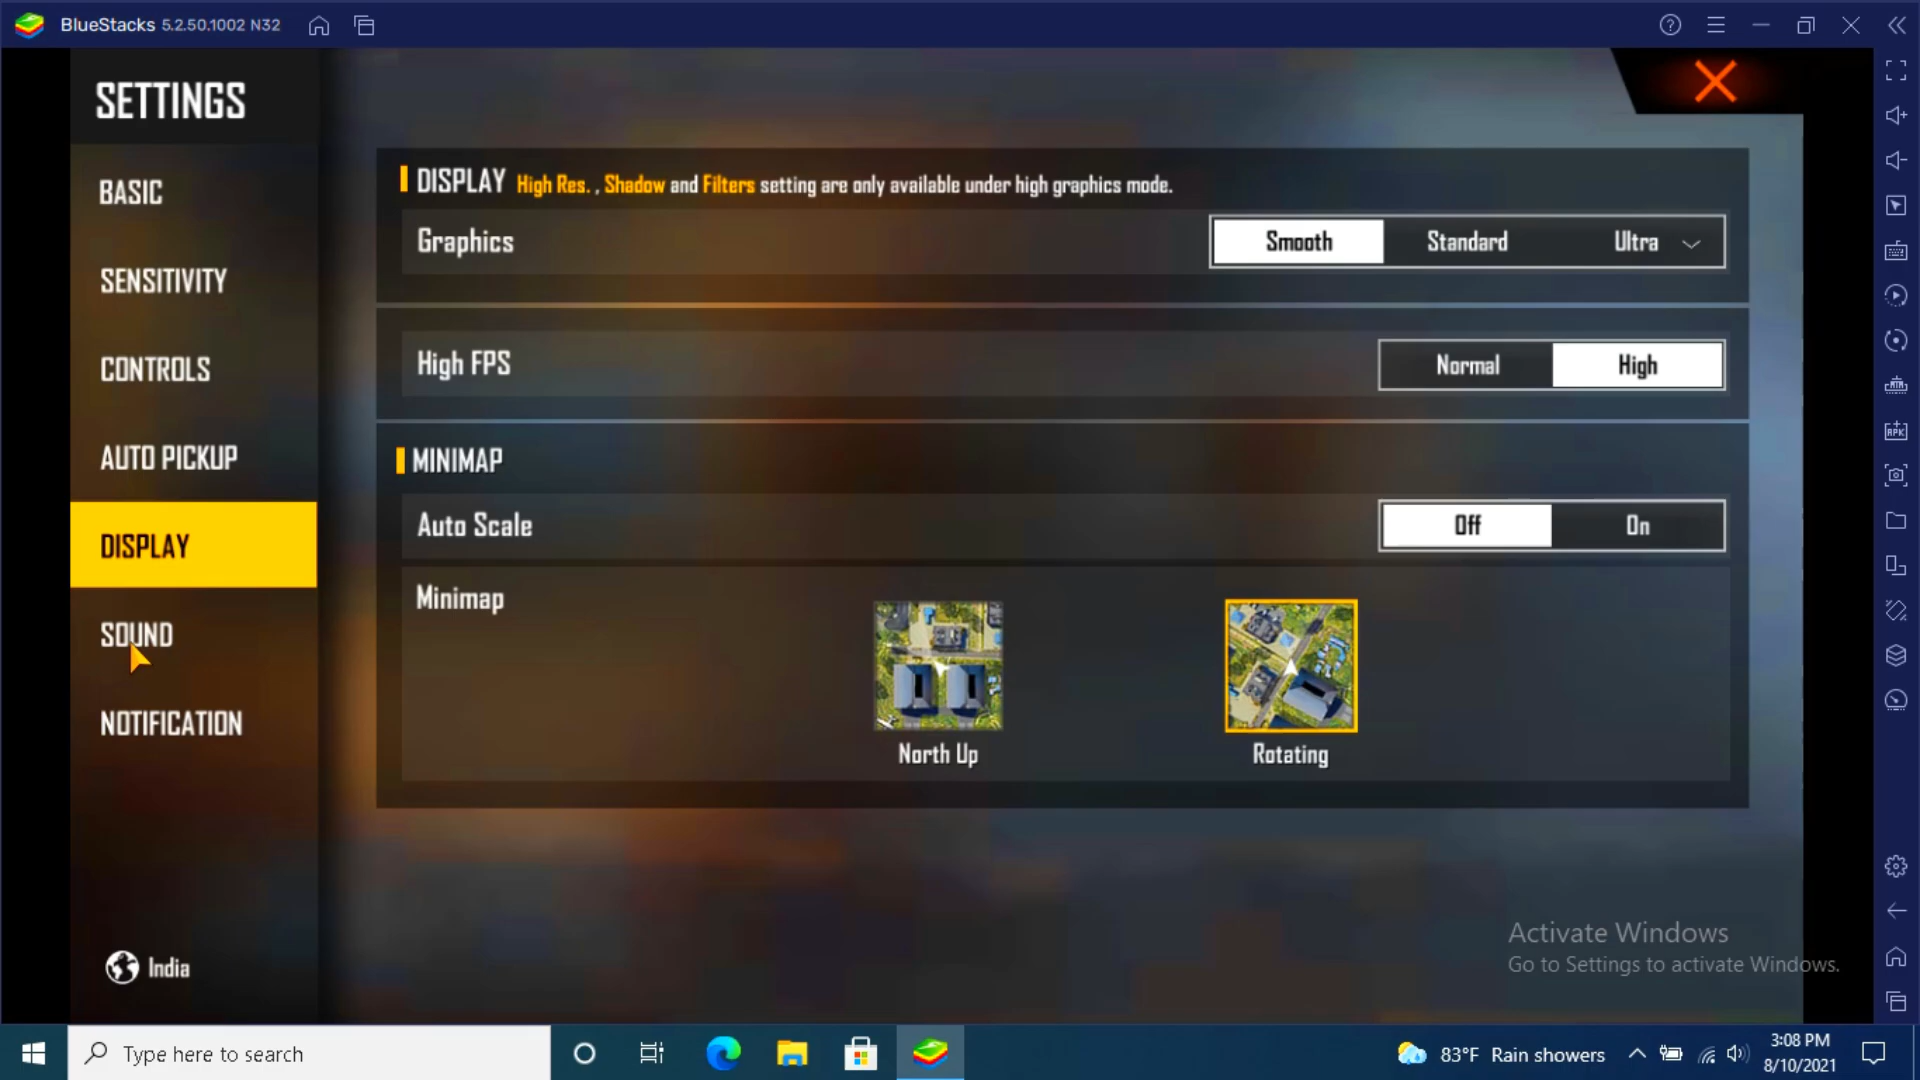 BlueStacks 5.2.50.1002 N32
SETTINGS
BASIC
SENSITIVITY
CONTROLS
AUTO PICKUP
DISPLAY
SOUND
NOTIFICATION
India
DISPLAY High Res. , Shadow and Filters setting are only available under high graphics mode.
Graphics
Smooth Standard Ultra
High FPS
Normal High
MINIMAP
Auto Scale
Off On
Minimap
North Up Rotating
Activate Windows
Go to Settings to activate Windows.
Type here to search
83°F Rain showers
3:08 PM
8/10/2021